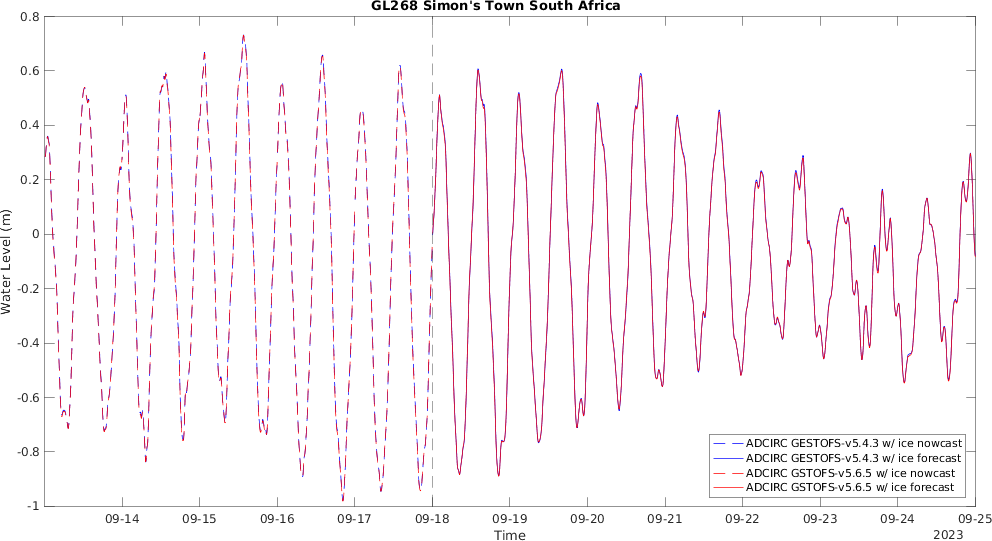 GL268 Simon's Town South Africa
0.8
0.6
0.4
0.2
0
-0.2
-0.4
-0.6
-0.8
-1
Water Level (m)
ADCIRC GESTOFS-v5.4.3 w/ ice nowcast
ADCIRC GESTOFS-v5.4.3 w/ ice forecast
ADCIRC GSTOFS-v5.6.5 w/ ice nowcast
ADCIRC GSTOFS-v5.6.5 w/ ice forecast
09-14 09-15 09-16 09-17 09-18 09-19 09-20 09-21 09-22 09-23 09-24 09-25
Time
2023